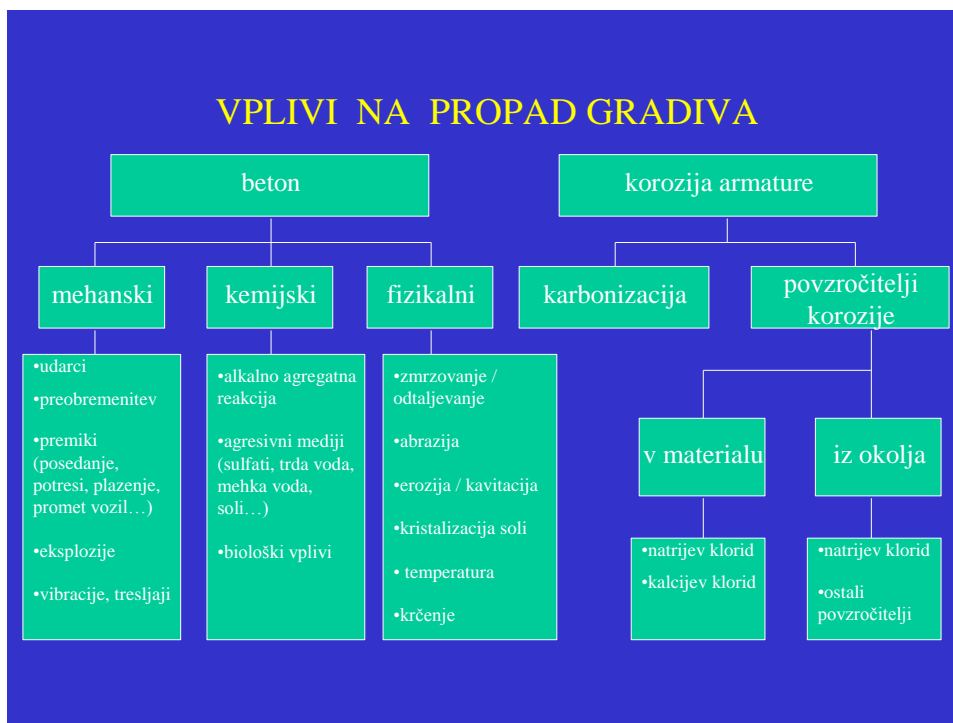 VPLIVI NA PROPAD GRADIVA
beton
korozija armature
mehanski
kemijski
fizikalni
karbonizacija
povzročitelji
korozije
•udarci
•preobremenitev
•premiki
(posedanje,
potresi, plazenje,
promet vozil…)
•eksplozije
•vibracije, tresljaji
•alkalno agregatna
reakcija
•agresivni mediji
(sulfati, trda voda,
mehka voda,
soli…)
•biološki vplivi
•zmrzovanje /
odtaljevanje
•abrazija
•erozija / kavitacija
•kristalizacija soli
• temperatura
•krčenje
v materialu
iz okolja
•natrijev klorid
•kalcijev klorid
•natrijev klorid
•ostali
povzročitelji